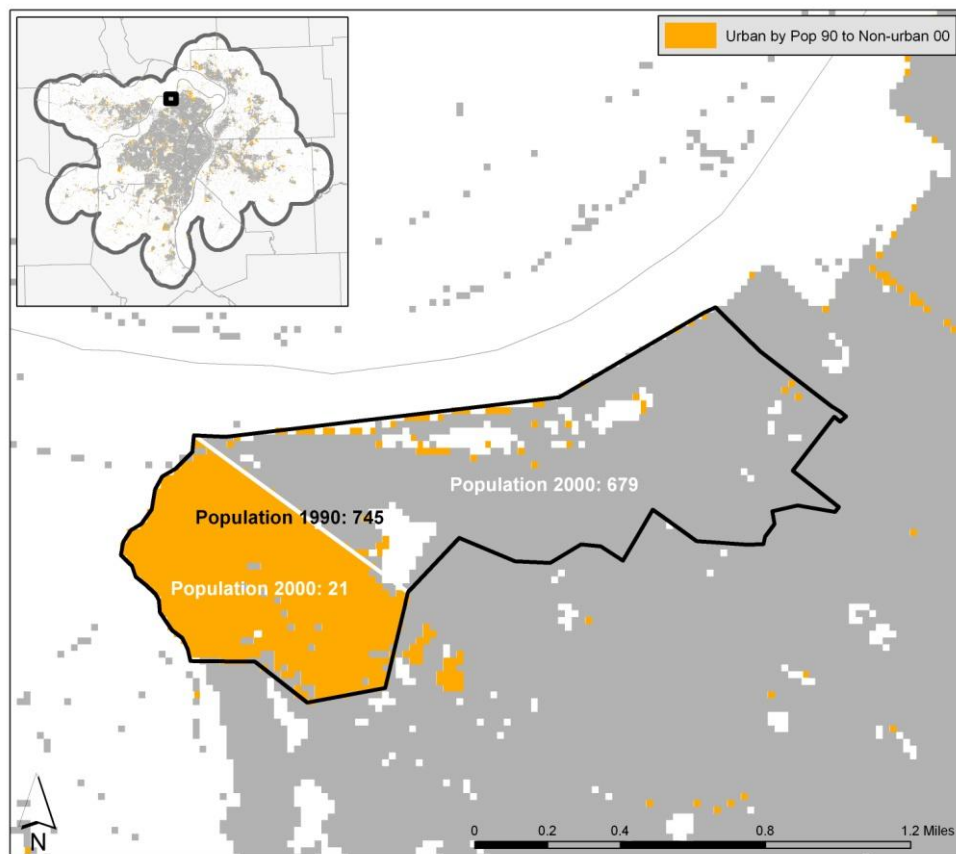 Urban by Pop 90 to Non-urban 00
Population 2000: 679
Population 1990: 745
Population 2000: 21
N
0 0.2 0.4 0.8 1.2 Miles